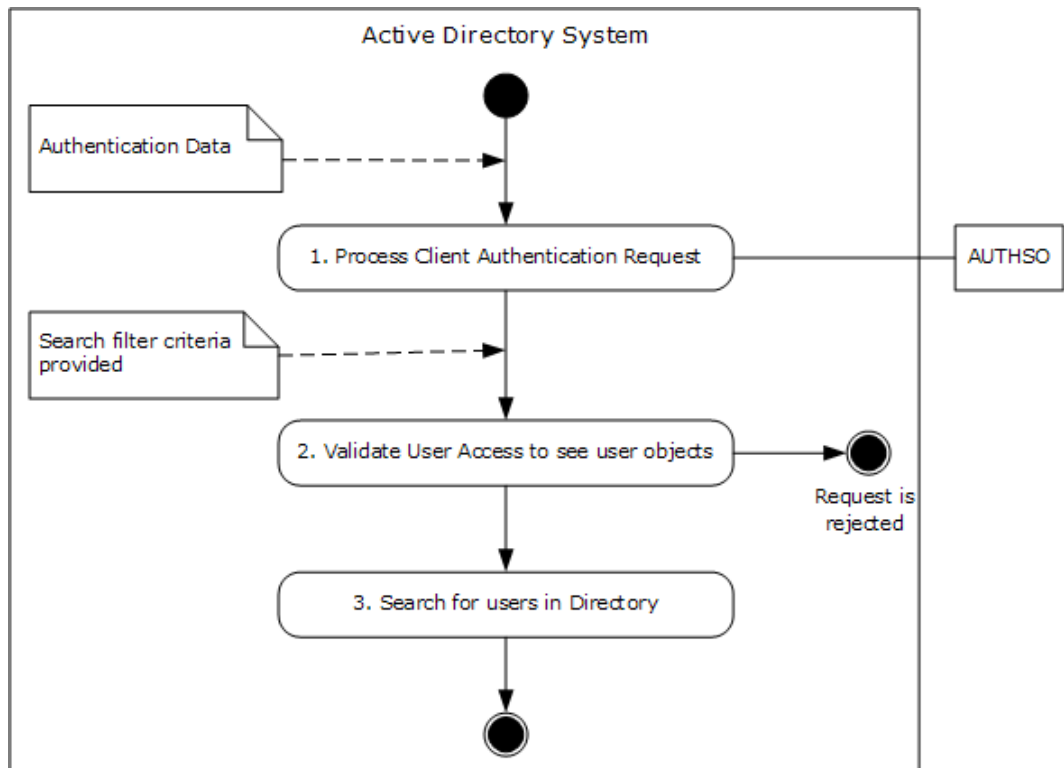 Active Directory System
Authentication Data
1. Process Client Authentication Request
AUTHSO
Search filter criteria
provided
2. Validate User Access to see user objects
Request is
rejected
3. Search for users in Directory